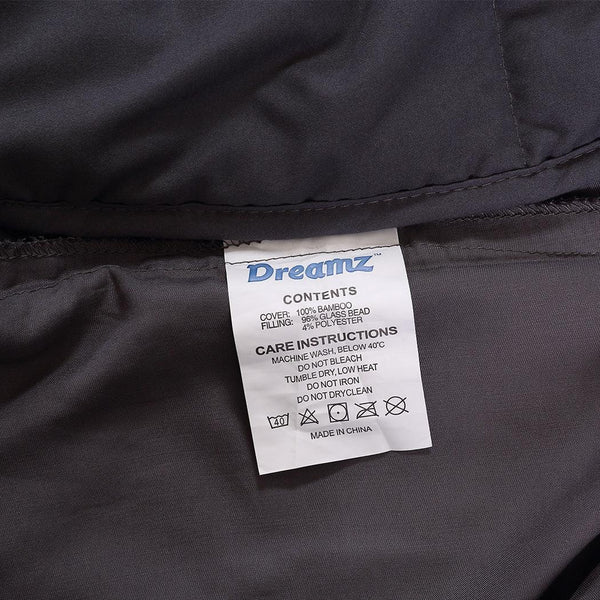 Dreamz™
CONTENTS
COVER: 100% BAMBOO
FILLING: 96% GLASS BEAD
4% POLYESTER
CARE INSTRUCTIONS
MACHINE WASH, BELOW 40°C
DO NOT BLEACH
TUMBLE DRY, LOW HEAT
DO NOT IRON
DO NOT DRYCLEAN
40
MADE IN CHINA